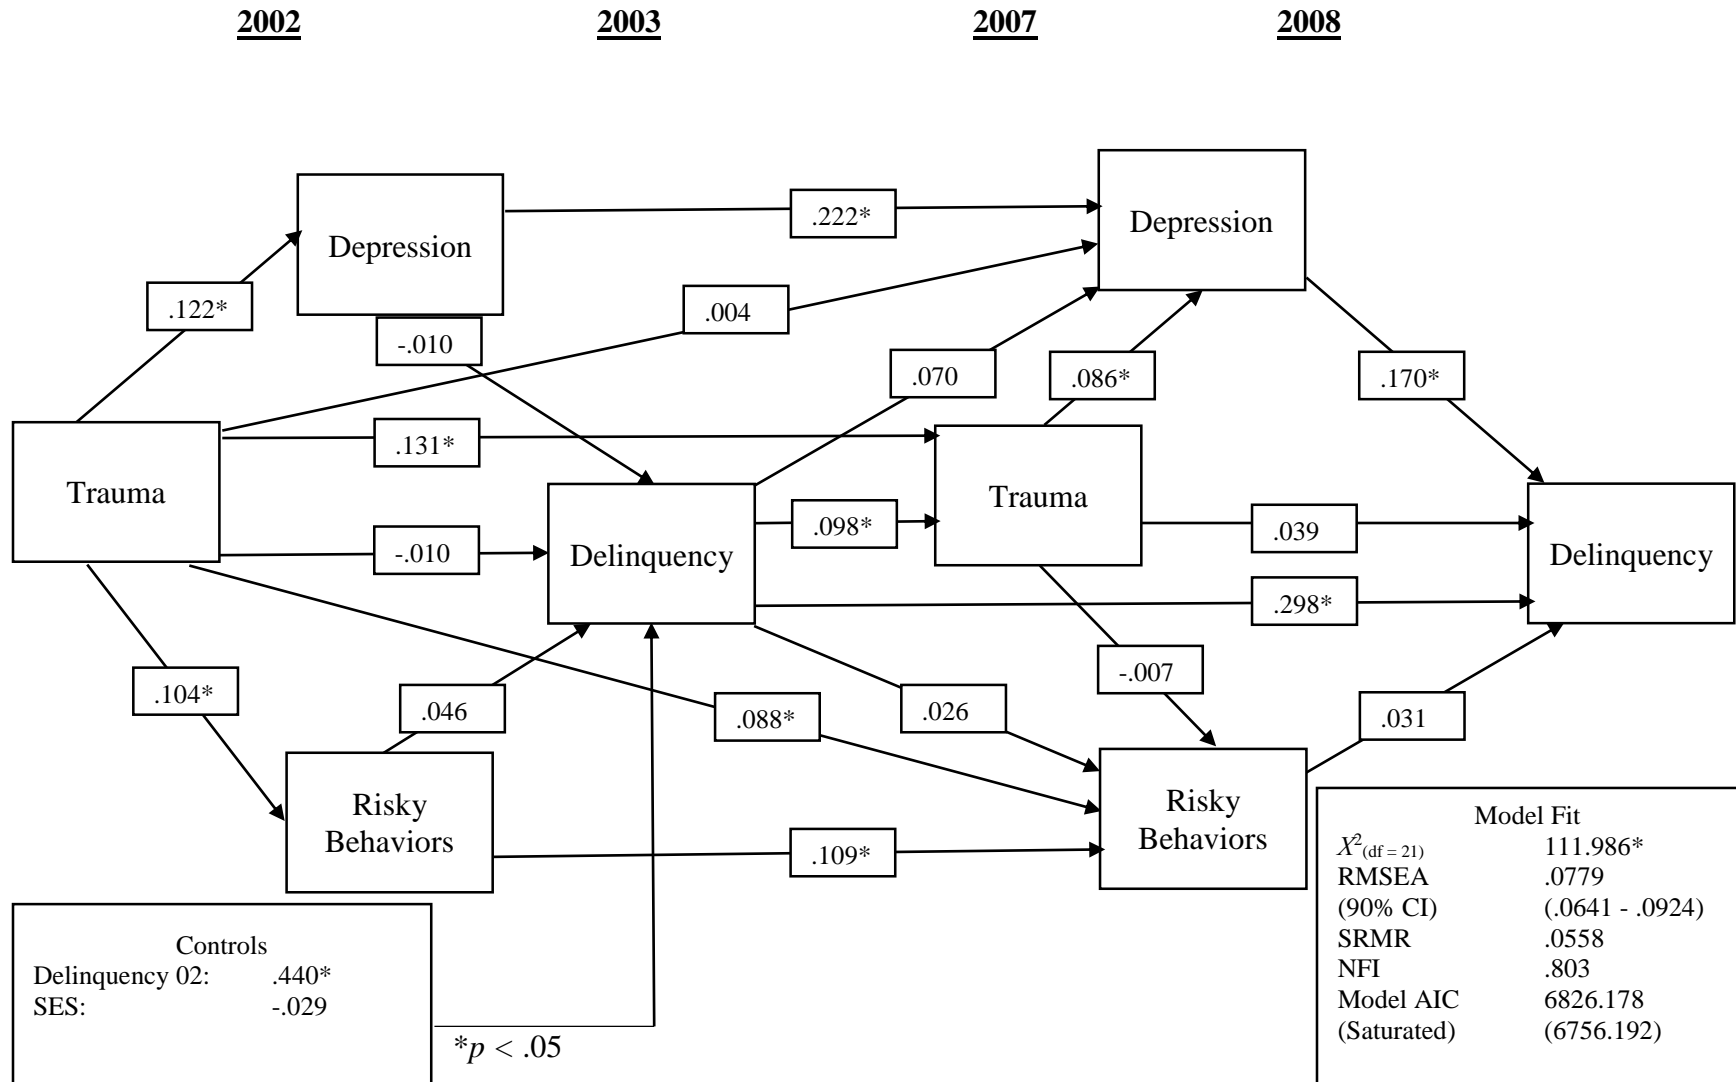 2002 2003 2007 2008
Depression
Depression
.222*
.122*
.004
-.010
.070
.086*
.170*
.131*
Trauma
Trauma
.098*
.039
-.010
Delinquency
Delinquency
.298*
-.007
.104*
.046
.088*
.026
.031
Risky
Behaviors
Risky
Behaviors
.109*
Controls
Delinquency 02: .440*
SES: -.029
*p < .05
Model Fit
X²(df = 21) 111.986*
RMSEA .0779
(90% CI) (.0641 - .0924)
SRMR .0558
NFI .803
Model AIC 6826.178
(Saturated) (6756.192)